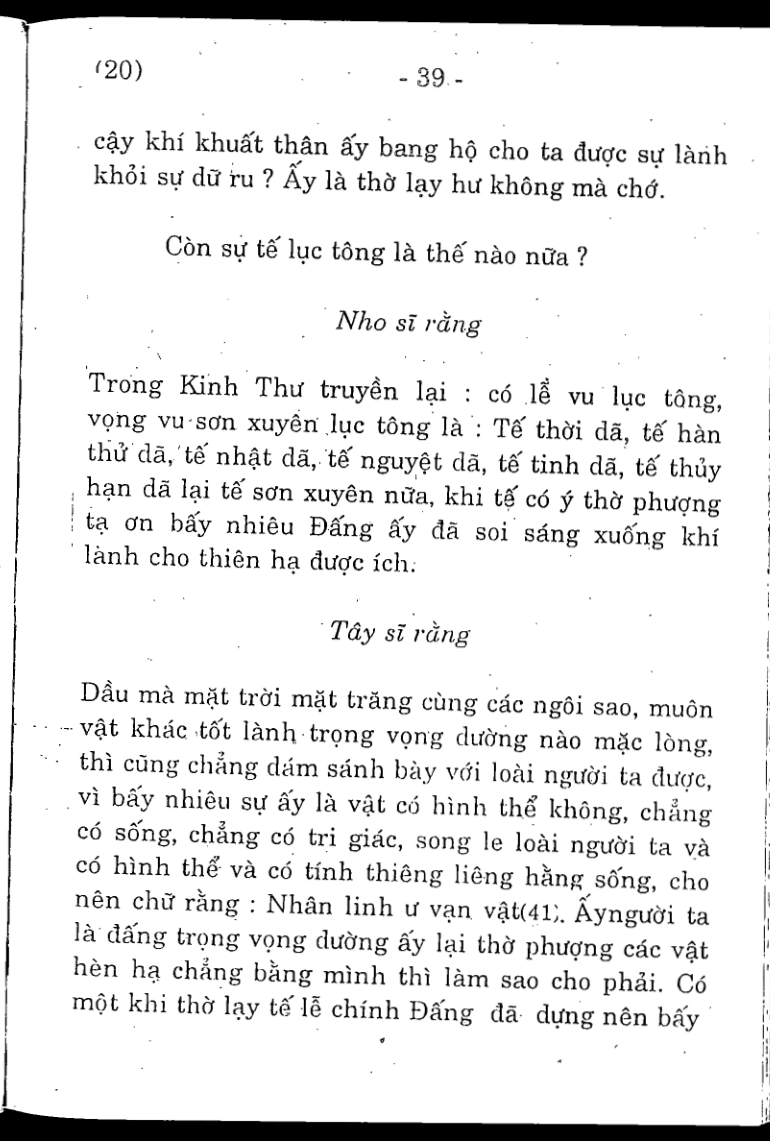 (20)
- 39 -
cậy khí khuất thân ấy bang hộ cho ta được sự lành
khỏi sự dữ ru ? Ấy là thờ lạy hư không mà chớ.
Còn sự tế lục tông là thế nào nữa ?
Nho sĩ rằng
Trong Kinh Thư truyền lại : có lể vu lục tông,
vọng vu sơn xuyên lục tông là : Tế thời dã, tế hàn
thử dã, tế nhật dã, tế nguyệt dã, tế tinh dã, tế thủy
hạn dã lại tế sơn xuyên nữa, khi tế có ý thờ phượng
tạ ơn bấy nhiêu Đấng ấy đã soi sáng xuống khí
lành cho thiên hạ được ích.
Tây sĩ rằng
Dầu mà mặt trời mặt trăng cùng các ngôi sao, muôn
vật khác tốt lành trọng vọng dường nào mặc lòng,
thì cũng chẳng dám sánh bày với loài người ta được,
vì bấy nhiêu sự ấy là vật có hình thể không, chẳng
có sống, chẳng có tri giác, song le loài người ta và
có hình thể và có tính thiêng liêng hằng sống, cho
nên chữ rằng : Nhân linh ư vạn vật(41). Ấyngười ta
là đấng trọng vọng dường ấy lại thờ phượng các vật
hèn hạ chẳng bằng mình thì làm sao cho phải. Có
một khi thờ lạy tế lễ chính Đấng đã dựng nên bấy